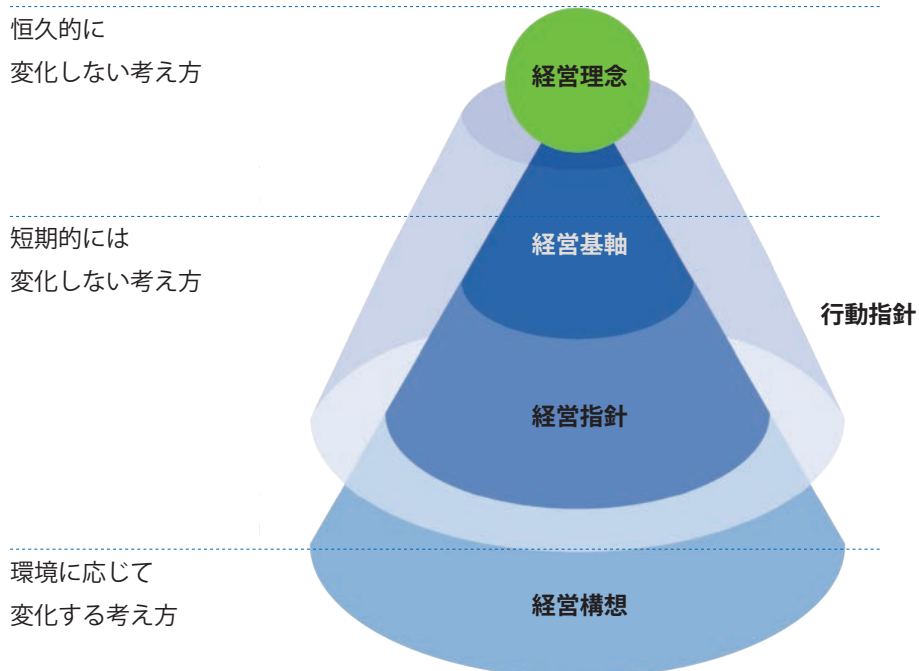 恒久的に
変化しない考え方
経営理念
短期的には
変化しない考え方
経営基軸
行動指針
経営指針
環境に応じて
変化する考え方
経営構想